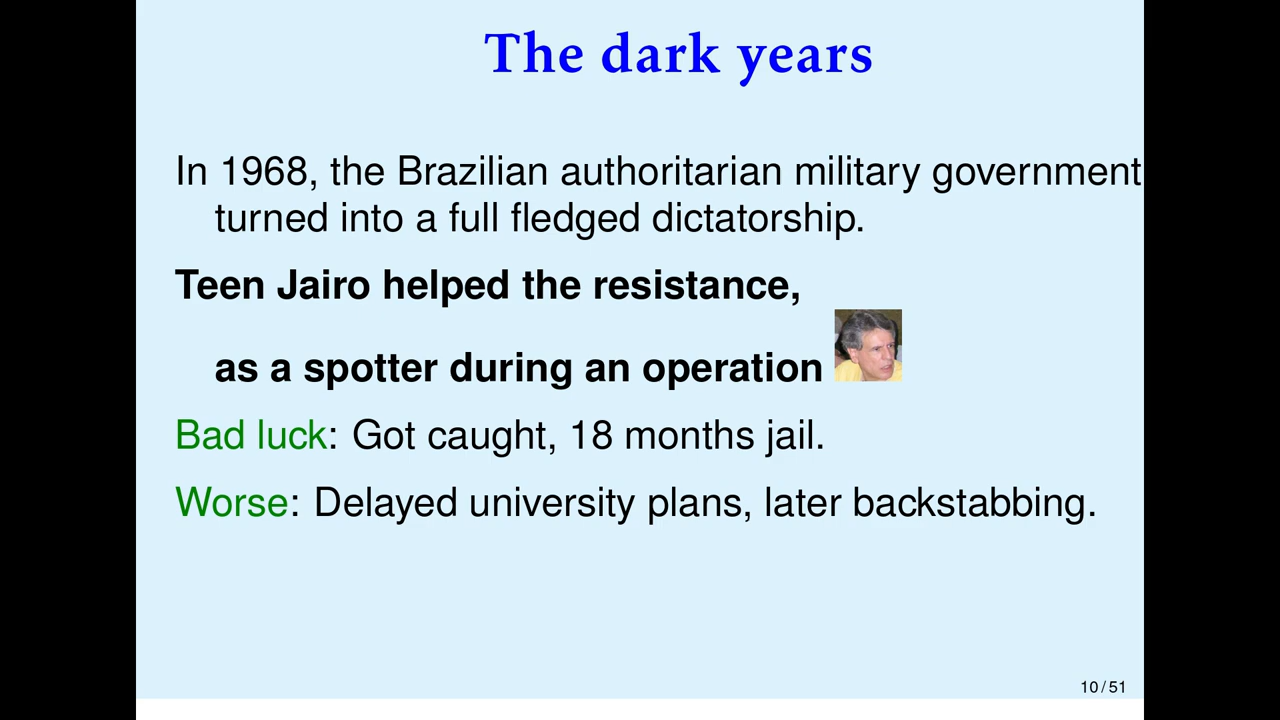 The dark years
In 1968, the Brazilian authoritarian military government
turned into a full fledged dictatorship.
Teen Jairo helped the resistance,
as a spotter during an operation
Bad luck: Got caught, 18 months jail.
Worse: Delayed university plans, later backstabbing.
10 / 51